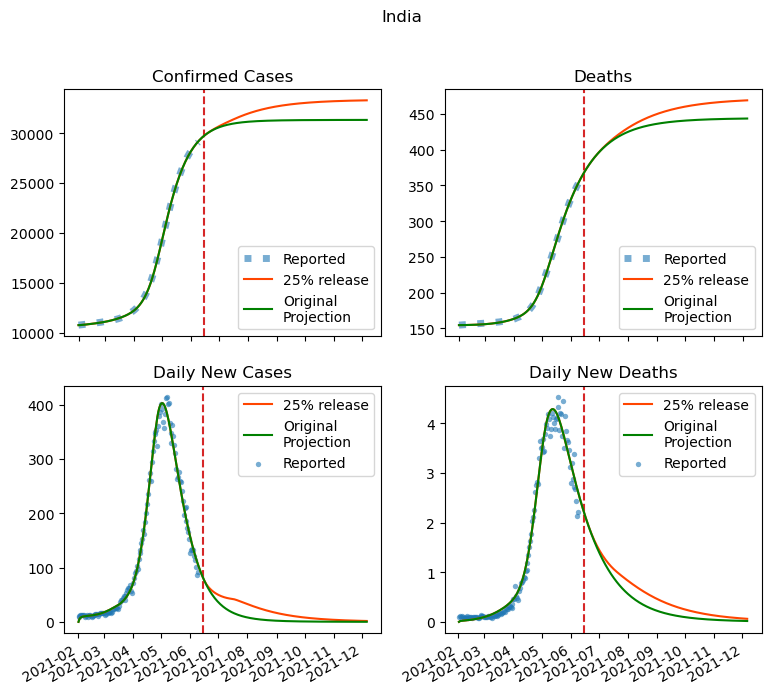 India
Confirmed Cases
30000
25000
20000
15000
10000
Reported
25% release
Original
Projection
Deaths
450
400
350
300
250
200
150
Reported
25% release
Original
Projection
Daily New Cases
400
300
200
100
0
25% release
Original
Projection
Reported
2021-02
2021-03
2021-04
2021-05
2021-06
2021-07
2021-08
2021-09
2021-10
2021-11
2021-12
Daily New Deaths
4
3
2
1
0
25% release
Original
Projection
Reported
2021-02
2021-03
2021-04
2021-05
2021-06
2021-07
2021-08
2021-09
2021-10
2021-11
2021-12